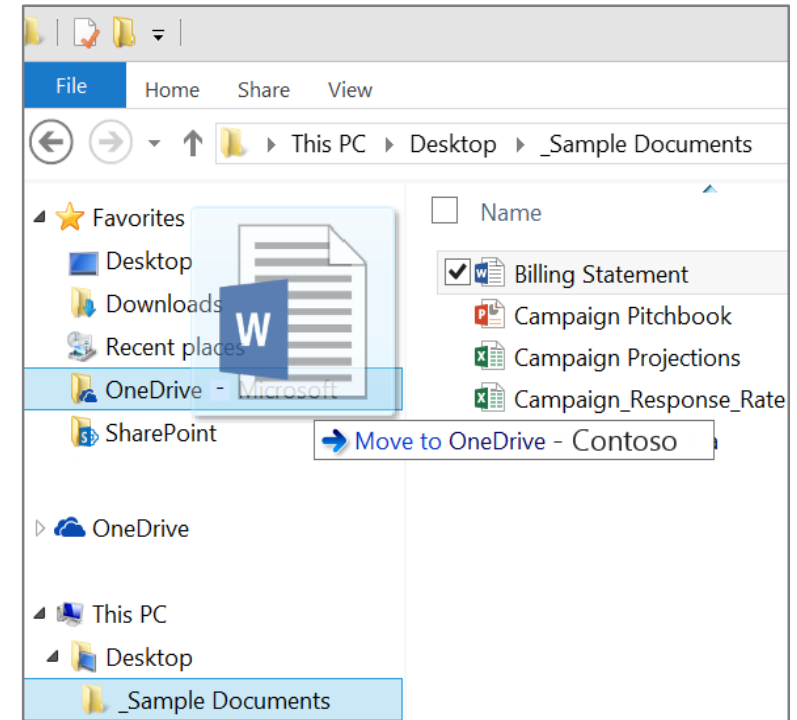 File Home Share View
This PC Desktop _Sample Documents
Favorites
Desktop
Downloads
Recent places
OneDrive - Microsoft
SharePoint
OneDrive
This PC
Desktop
_Sample Documents
Name
Billing Statement
Campaign Pitchbook
Campaign Projections
Campaign_Response_Rate
Move to OneDrive - Contoso
W